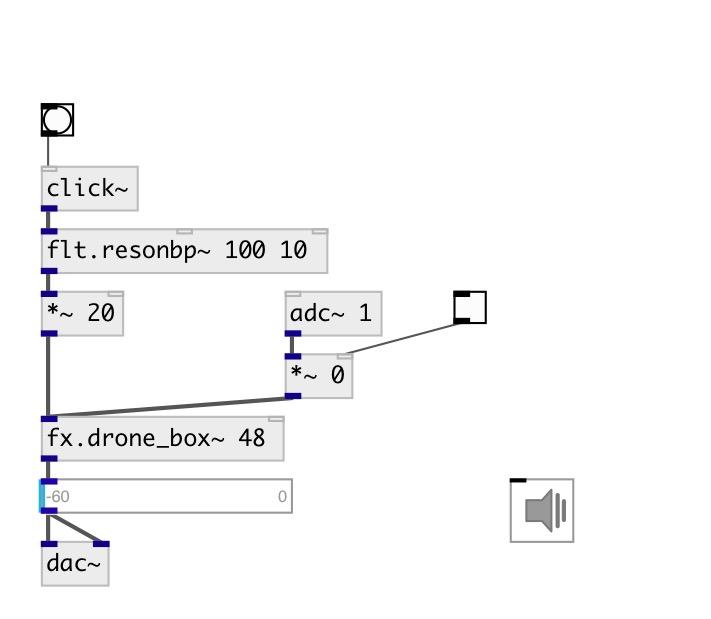 click~
flt.resonbp~ 100 10
*~ 20
adc~ 1
*~ 0
fx.drone_box~ 48
-60 0
dac~